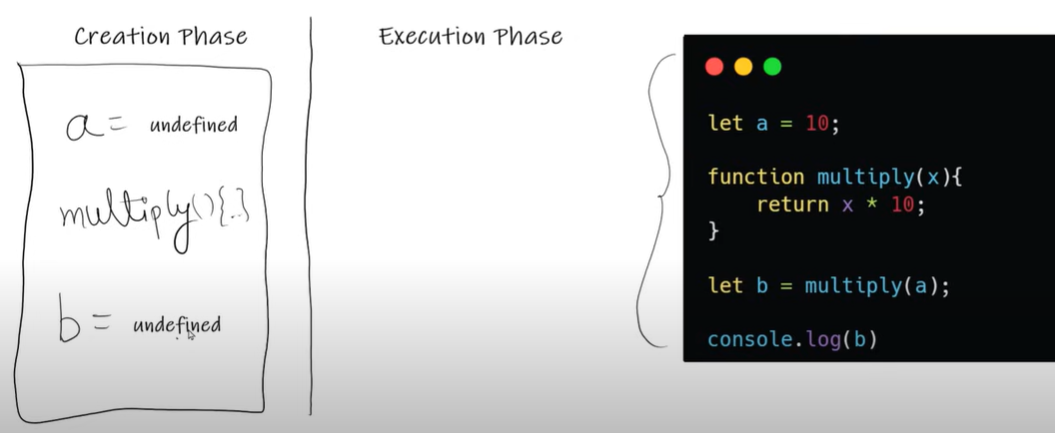 Creation Phase
Execution Phase
a = undefined
multiply(){..}
b = undefined
let a = 10;
function multiply(x){
return x * 10;
}
let b = multiply(a);
console.log(b)